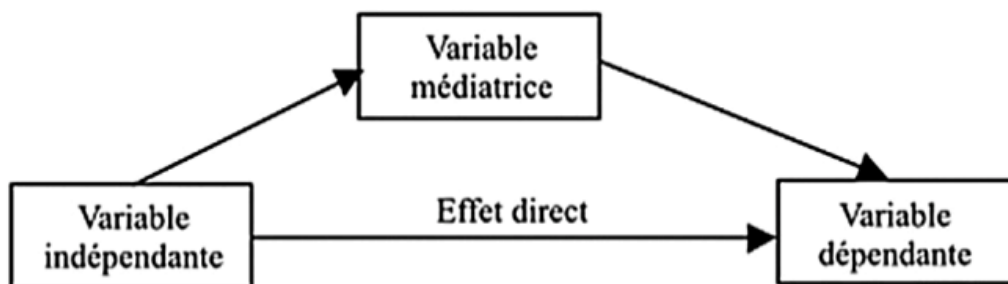 Variable
médiatrice
Effet direct
Variable
indépendante
Variable
dépendante